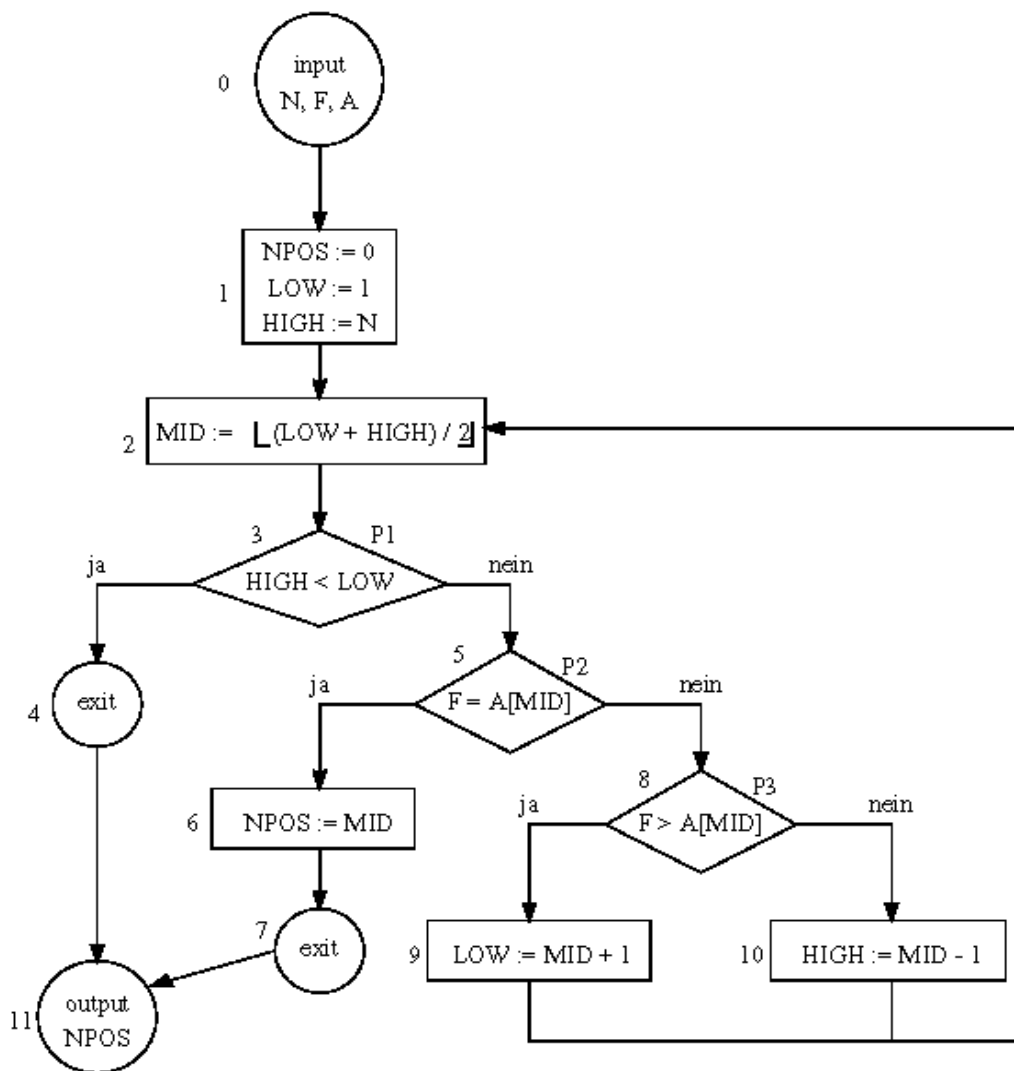 0
input
N, F, A
1
NPOS := 0
LOW := 1
HIGH := N
2
MID := ⌊(LOW + HIGH) / 2⌋
3
P1
ja
HIGH < LOW
nein
4
exit
5
P2
ja
F = A[MID]
nein
6
NPOS := MID
8
P3
ja
F > A[MID]
nein
7
exit
9
LOW := MID + 1
10
HIGH := MID - 1
11
output
NPOS